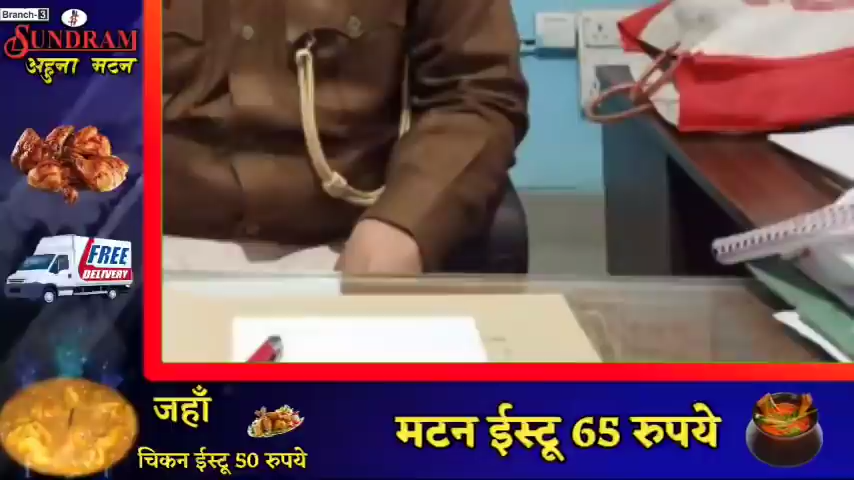 Branch-3
SUNDRAM
अहुना मटन
FREE
DELIVERY
जहाँ
चिकन ईस्टू 50 रुपये
मटन ईस्टू 65 रुपये